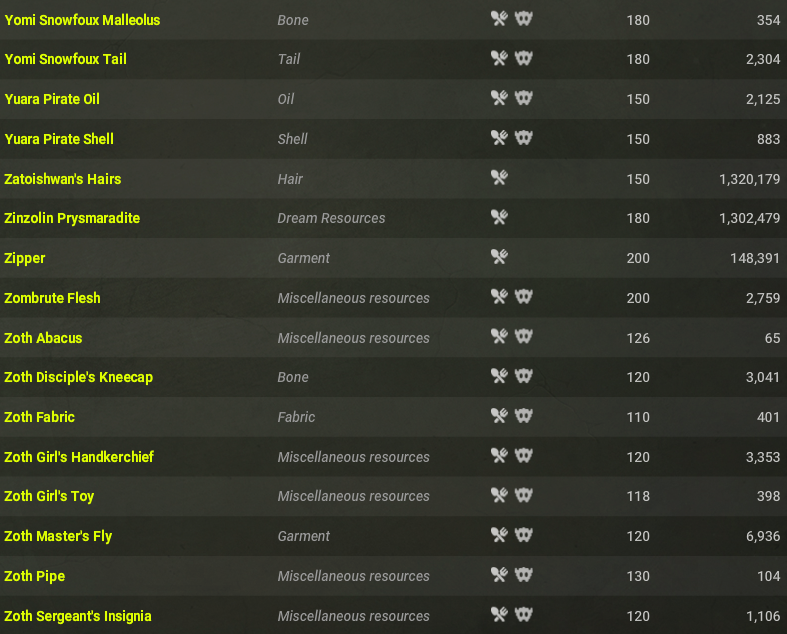 Yomi Snowfoux Malleolus Bone 180 354
Yomi Snowfoux Tail Tail 180 2,304
Yuara Pirate Oil Oil 150 2,125
Yuara Pirate Shell Shell 150 883
Zatoishwan's Hairs Hair 150 1,320,179
Zinzolin Prysmaradite Dream Resources 180 1,302,479
Zipper Garment 200 148,391
Zombrute Flesh Miscellaneous resources 200 2,759
Zoth Abacus Miscellaneous resources 126 65
Zoth Disciple's Kneecap Bone 120 3,041
Zoth Fabric Fabric 110 401
Zoth Girl's Handkerchief Miscellaneous resources 120 3,353
Zoth Girl's Toy Miscellaneous resources 118 398
Zoth Master's Fly Garment 120 6,936
Zoth Pipe Miscellaneous resources 130 104
Zoth Sergeant's Insignia Miscellaneous resources 120 1,106